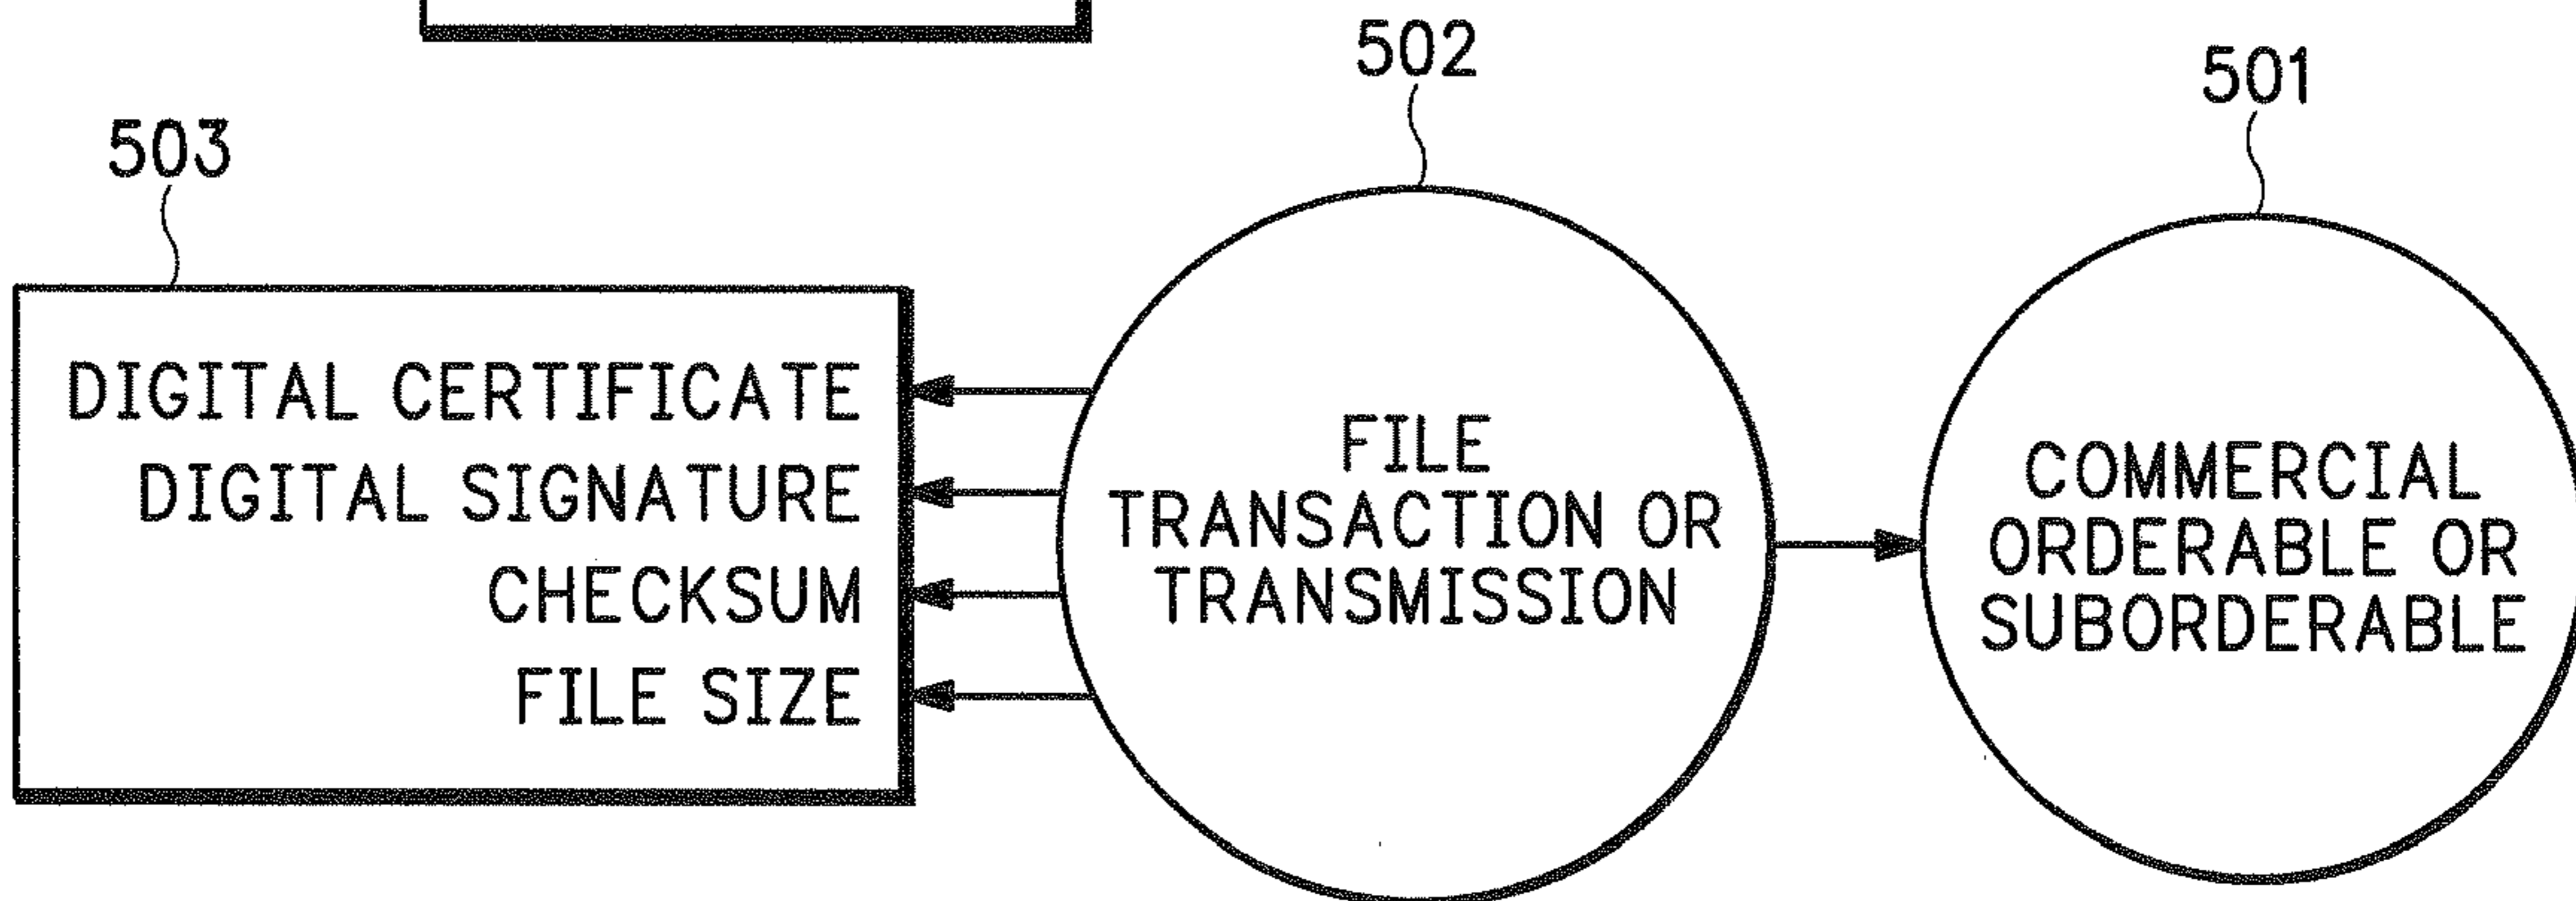 502
501
503
DIGITAL CERTIFICATE
DIGITAL SIGNATURE
CHECKSUM
FILE SIZE
FILE
TRANSACTION OR
TRANSMISSION
COMMERCIAL
ORDERABLE OR
SUBORDERABLE